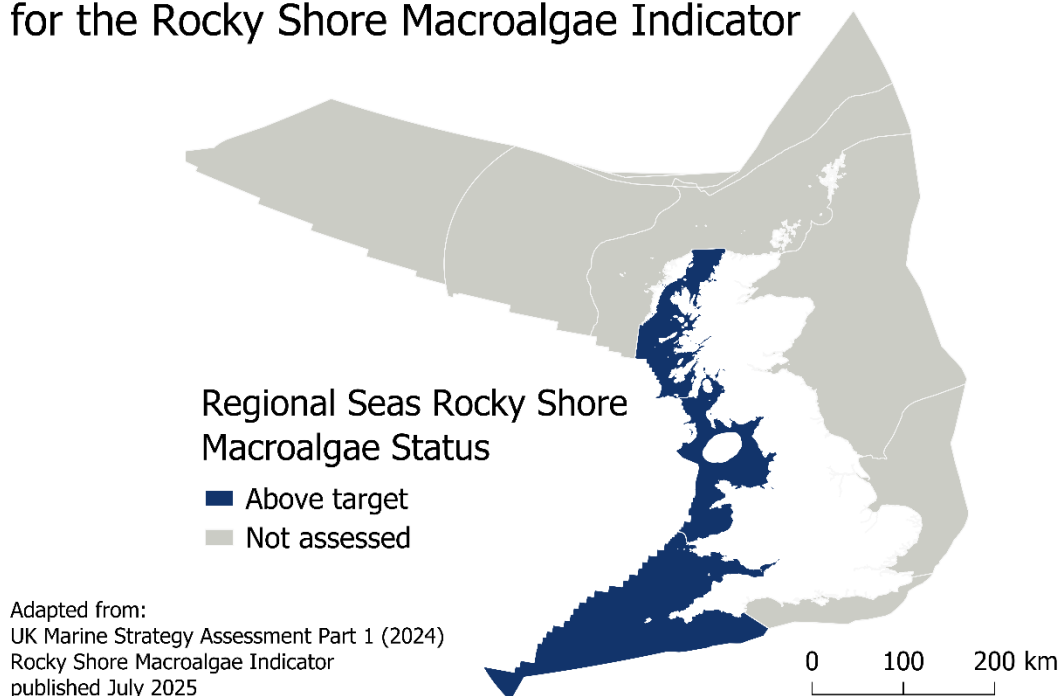 for the Rocky Shore Macroalgae Indicator
Regional Seas Rocky Shore
Macroalgae Status
Above target
Not assessed
Adapted from:
UK Marine Strategy Assessment Part 1 (2024)
Rocky Shore Macroalgae Indicator
published July 2025
0 100 200 km